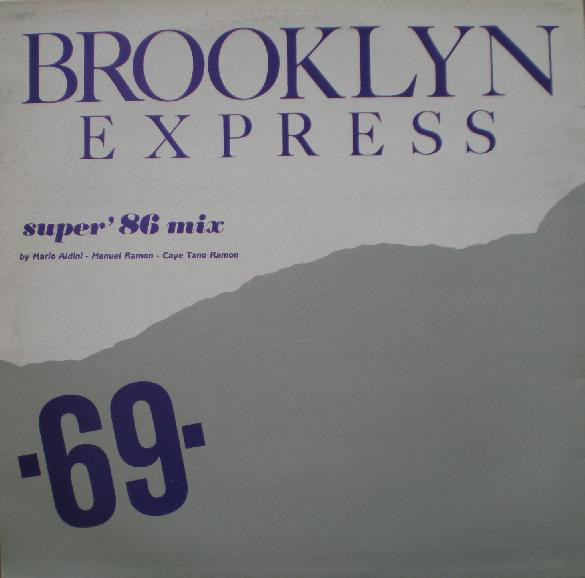 BROOKLYN
EXPRESS
super' 86 mix
by Mario Aldini - Manuel Ramon - Caye Tano Ramon
·69·